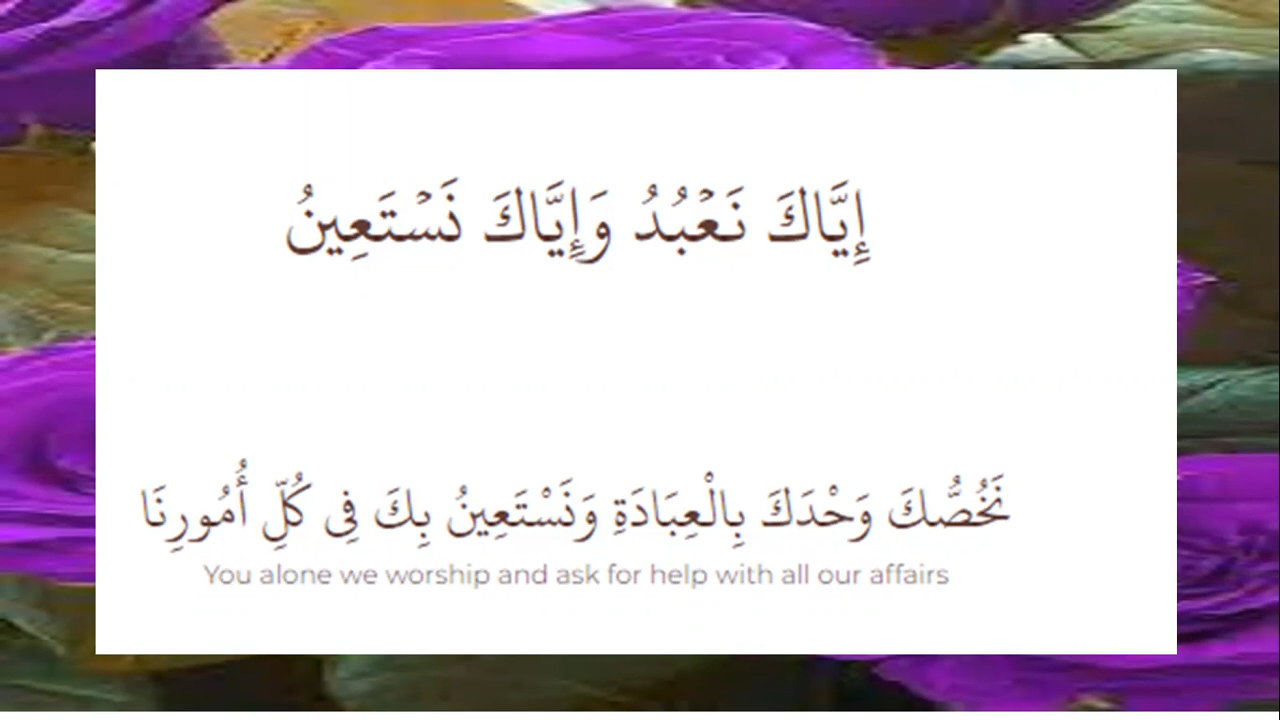 إِيَّاكَ نَعْبُدُ وَإِيَّاكَ نَسْتَعِينُ
نَخُصُّكَ وَحْدَكَ بِالْعِبَادَةِ وَنَسْتَعِينُ بِكَ فِى كُلِّ أُمُورِنَا
You alone we worship and ask for help with all our affairs